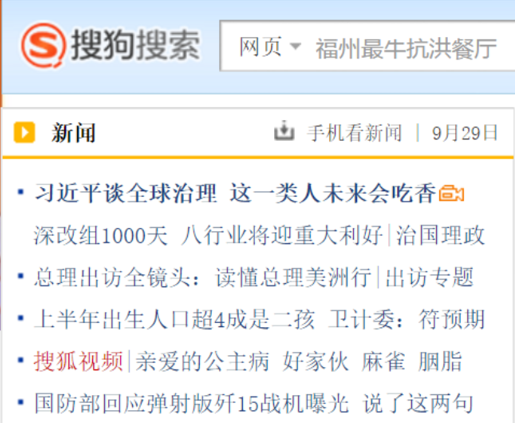 搜狗搜索 网页 福州最牛抗洪餐厅
新闻 手机看新闻 | 9月29日
习近平谈全球治理 这一类人未来会吃香
深改组1000天 八行业将迎重大利好|治国理政
总理出访全镜头：读懂总理美洲行|出访专题
上半年出生人口超4成是二孩 卫计委：符预期
搜狐视频|亲爱的公主病 好家伙 麻雀 胭脂
国防部回应弹射版歼15战机曝光 说了这两句